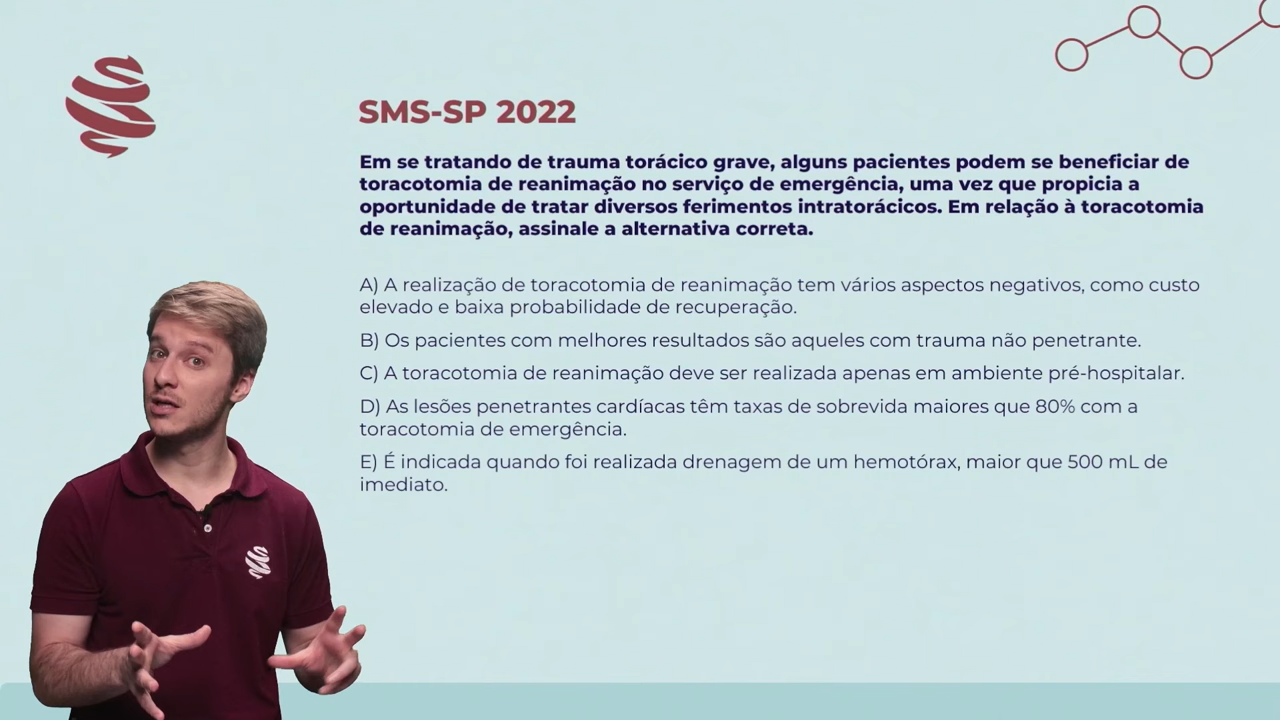 SMS-SP 2022
Em se tratando de trauma torácico grave, alguns pacientes podem se beneficiar de
toracotomia de reanimação no serviço de emergência, uma vez que propicia a
oportunidade de tratar diversos ferimentos intratorácicos. Em relação à toracotomia
de reanimação, assinale a alternativa correta.
A) A realização de toracotomia de reanimação tem vários aspectos negativos, como custo
elevado e baixa probabilidade de recuperação.
B) Os pacientes com melhores resultados são aqueles com trauma não penetrante.
C) A toracotomia de reanimação deve ser realizada apenas em ambiente pré-hospitalar.
D) As lesões penetrantes cardíacas têm taxas de sobrevida maiores que 80% com a
toracotomia de emergência.
E) É indicada quando foi realizada drenagem de um hemotórax, maior que 500 mL de
imediato.